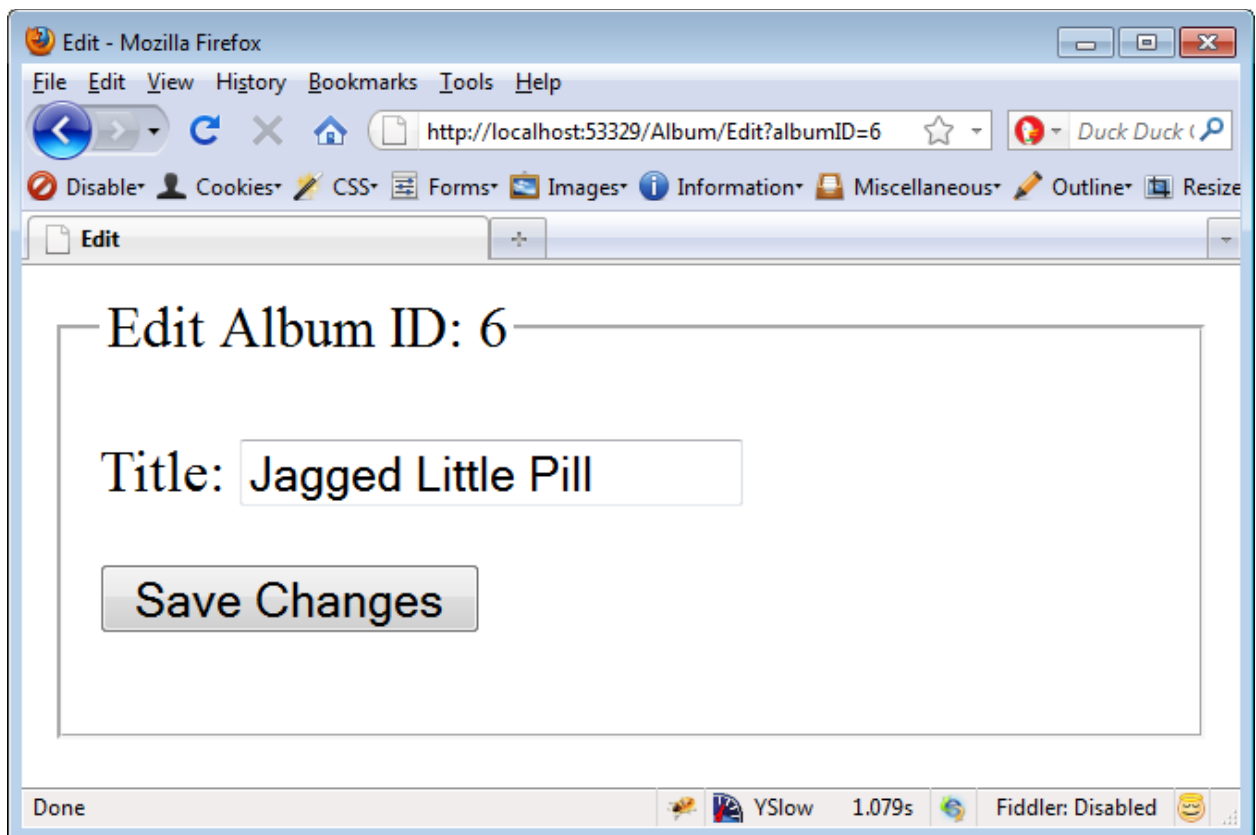 Edit - Mozilla Firefox
File Edit View History Bookmarks Tools Help
http://localhost:53329/Album/Edit?albumID=6 Duck Duck
Disable Cookies CSS Forms Images Information Miscellaneous Outline Resize
Edit
Edit Album ID: 6
Title: Jagged Little Pill
Save Changes
Done YSlow 1.079s Fiddler: Disabled